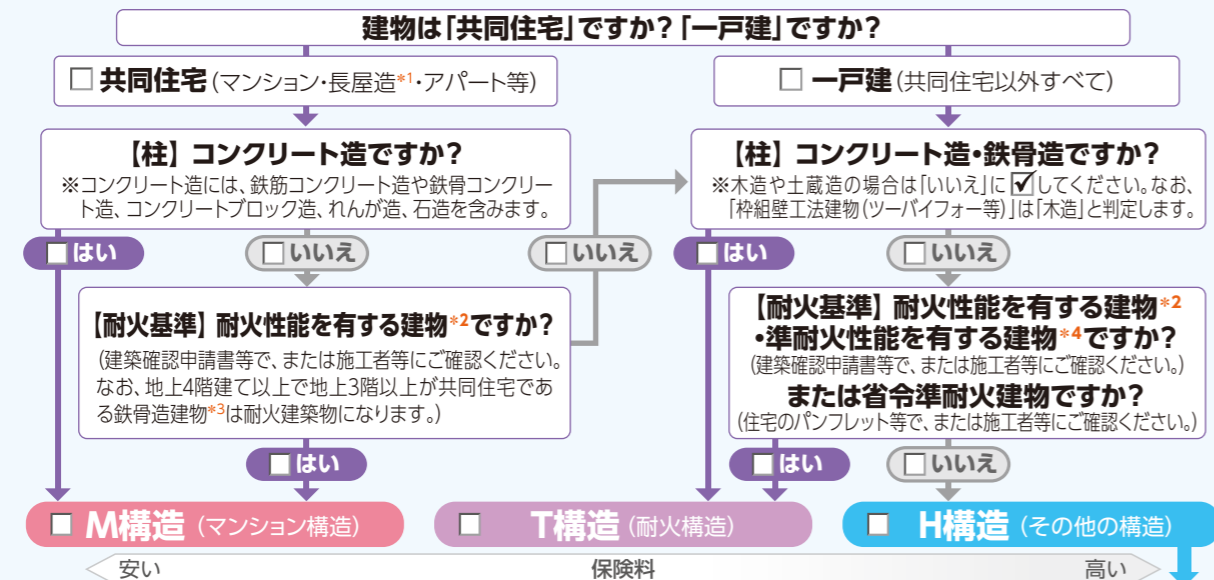 建物は「共同住宅」ですか?「一戸建」ですか?
共同住宅(マンション・長屋造*1・アパート等)
一戸建(共同住宅以外すべて)
【柱】コンクリート造ですか?
※コンクリート造には、鉄筋コンクリート造や鉄骨コンクリー
ト造、コンクリートブロック造、れんが造、石造を含みます。
【柱】コンクリート造・鉄骨造ですか?
※木造や土蔵造の場合は「いいえ」に☑してください。なお、
「枠組壁工法建物(ツーバイフォー等)」は「木造」と判定します。
はい
いいえ
いいえ
はい
いいえ
【耐火基準】耐火性能を有する建物*2ですか?
(建築確認申請書等で、または施工者等にご確認ください。
なお、地上4階建て以上で地上3階以上が共同住宅であ
る鉄骨造建物*3は耐火建築物になります。)
【耐火基準】耐火性能を有する建物*2
・準耐火性能を有する建物*4ですか?
(建築確認申請書等で、または施工者等にご確認ください。)
または省令準耐火建物ですか?
(住宅のパンフレット等で、または施工者等にご確認ください。)
はい
はい
いいえ
M構造(マンション構造)
T構造(耐火構造)
H構造(その他の構造)
安い
保険料
高い